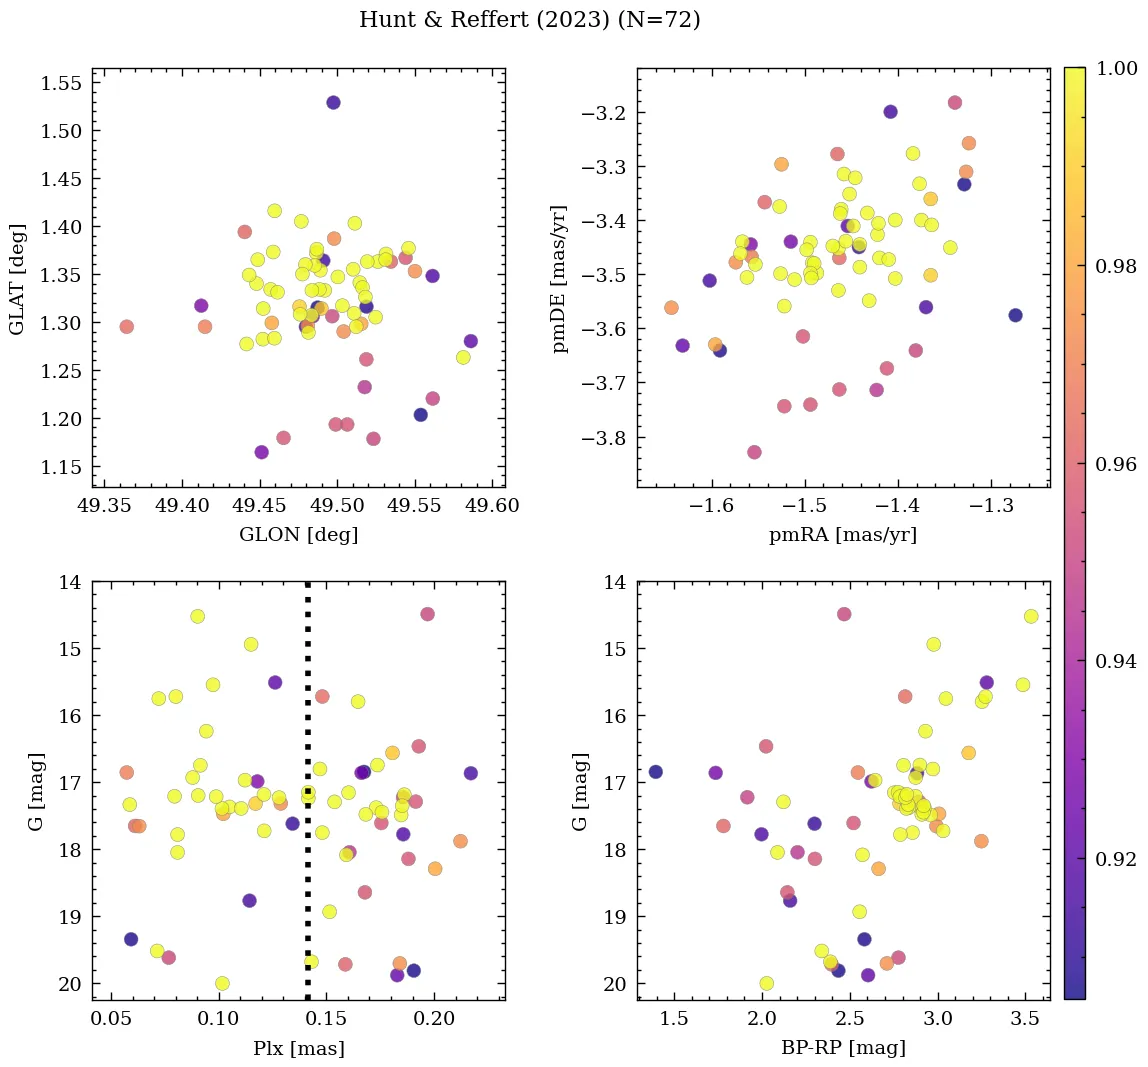 Hunt & Reffert (2023) (N=72)
1.55
1.50
1.45
1.40
1.35
1.30
1.25
1.20
1.15
GLAT [deg]
49.35 49.40 49.45 49.50 49.55 49.60
GLON [deg]
−3.2
−3.3
−3.4
−3.5
−3.6
−3.7
−3.8
pmDE [mas/yr]
−1.6 −1.5 −1.4 −1.3
pmRA [mas/yr]
14
15
16
17
18
19
20
G [mag]
0.05 0.10 0.15 0.20
Plx [mas]
14
15
16
17
18
19
20
G [mag]
1.5 2.0 2.5 3.0 3.5
BP-RP [mag]
1.00
0.98
0.96
0.94
0.92